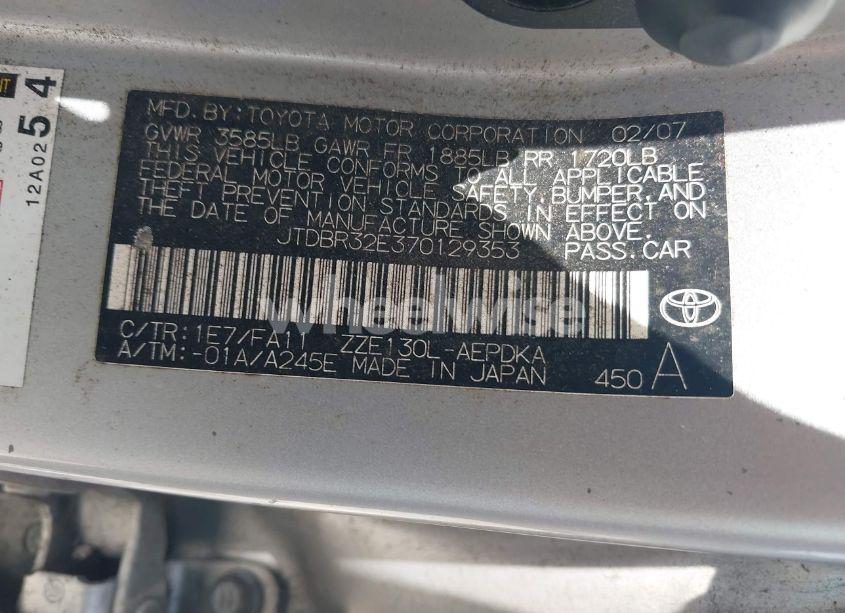 MFD. BY: TOYOTA MOTOR CORPORATION 02/07
GVWR 3585LB GAWR FR 1885LB RR 1720LB
THIS VEHICLE CONFORMS TO ALL APPLICABLE
FEDERAL MOTOR VEHICLE SAFETY, BUMPER, AND
THEFT PREVENTION STANDARDS IN EFFECT ON
THE DATE OF MANUFACTURE SHOWN ABOVE.
JTDBR32E370129353 PASS.CAR
wheelwise
C/TR: 1E7/FA11 ZZE130L-AEPDKA
A/TM: -01A/A245E MADE IN JAPAN 450 A
54
12A02
NT